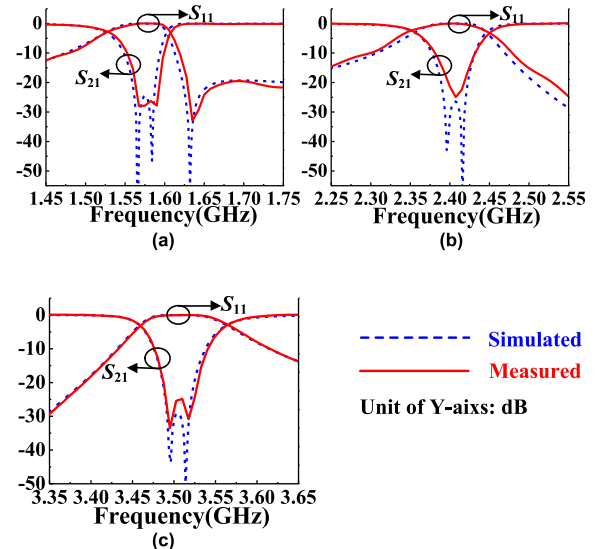 0
-10
-20
-30
-40
-50
S11
S21
1.45 1.50 1.55 1.60 1.65 1.70 1.75
Frequency(GHz)
(a)
0
-10
-20
-30
-40
-50
S11
S21
2.25 2.30 2.35 2.40 2.45 2.50 2.55
Frequency(GHz)
(b)
0
-10
-20
-30
-40
-50
S11
S21
3.35 3.40 3.45 3.50 3.55 3.60 3.65
Frequency(GHz)
(c)
Simulated
Measured
Unit of Y-aixs: dB